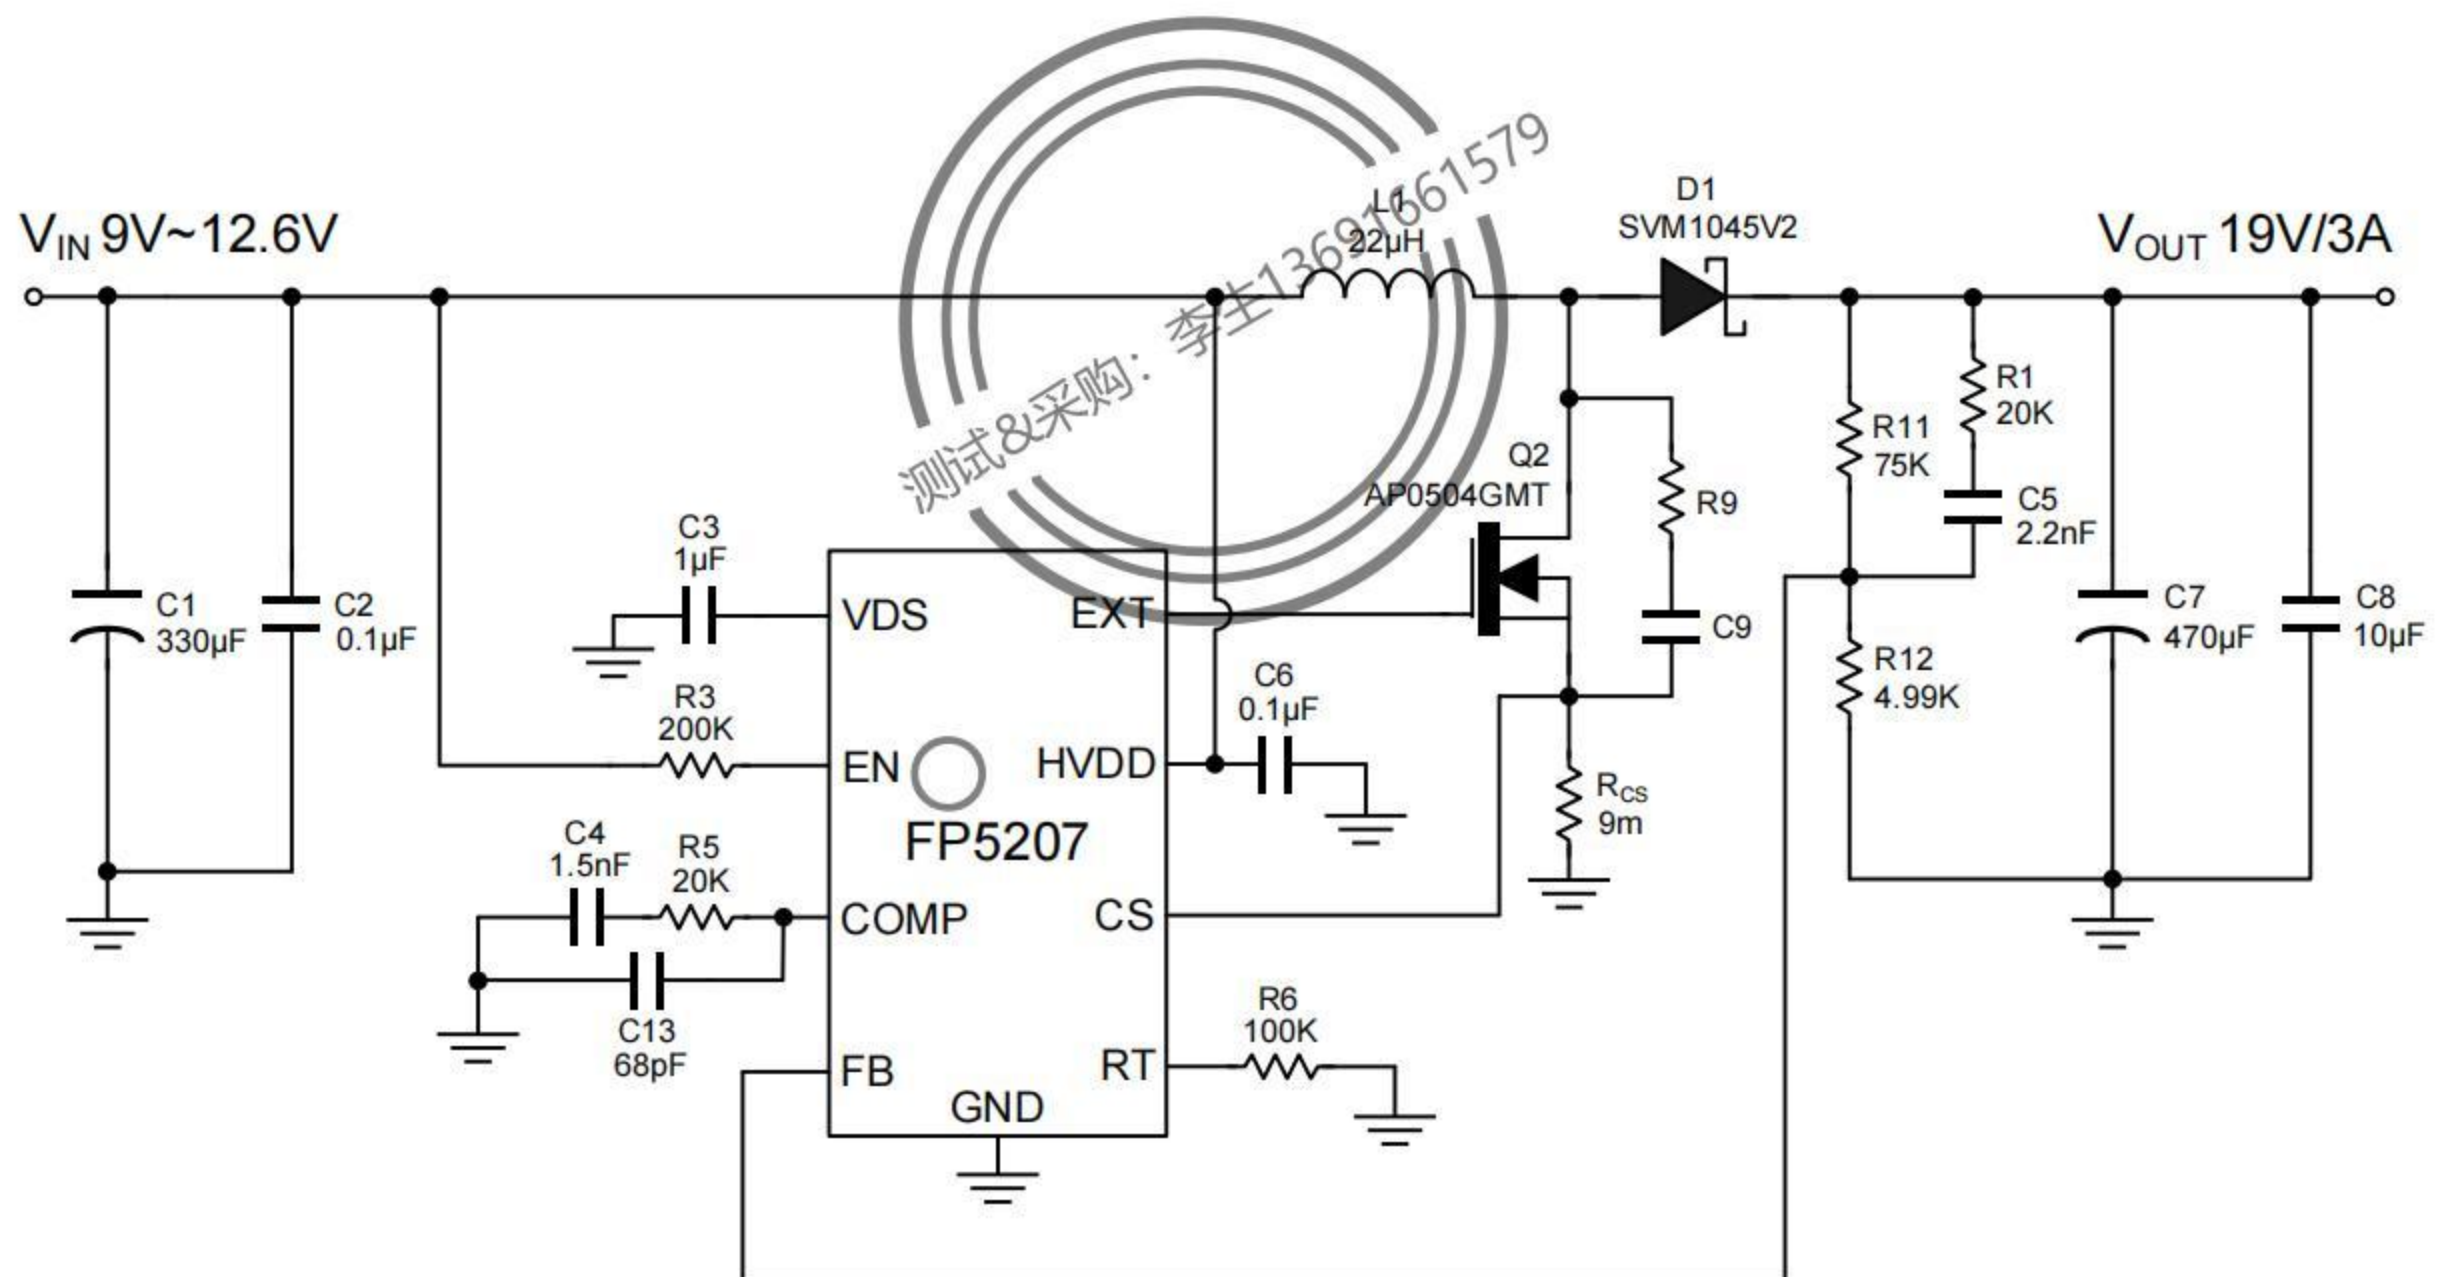 测试&采购：李生13691661579
L1
22µH
D1
SVM1045V2
VIN 9V~12.6V
VOUT 19V/3A
R1
20K
R11
75K
Q2
AP0504GMT
R9
C5
2.2nF
C3
1µF
C1
330µF
C2
0.1µF
VDS
EXT
C9
C7
470µF
C8
10µF
R12
4.99K
C6
0.1µF
R3
200K
EN
HVDD
RCS
9m
FP5207
C4
1.5nF
R5
20K
COMP
CS
C13
68pF
R6
100K
FB
RT
GND